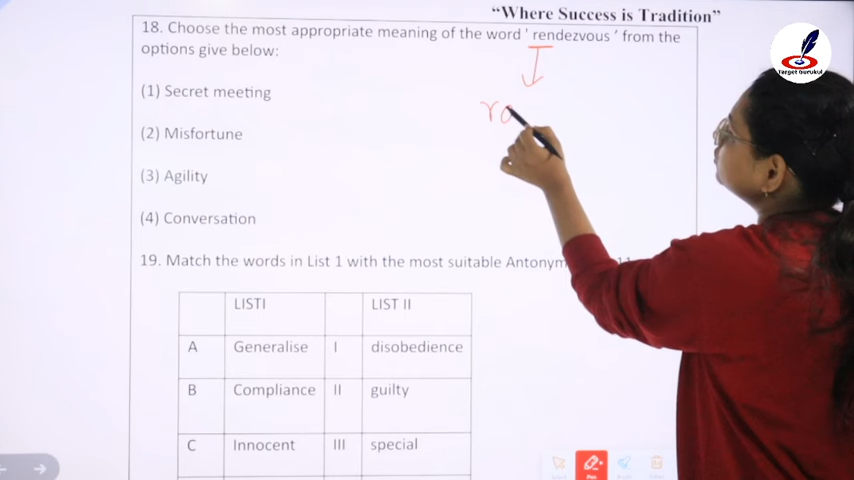 “Where Success is Tradition”
18. Choose the most appropriate meaning of the word ‘ rendezvous ’ from the
options give below:
Target Gurukul
(1) Secret meeting
ro
(2) Misfortune
(3) Agility
(4) Conversation
19. Match the words in List 1 with the most suitable Antonym
LISTI LIST II
A Generalise I disobedience
B Compliance II guilty
C Innocent III special
Pen